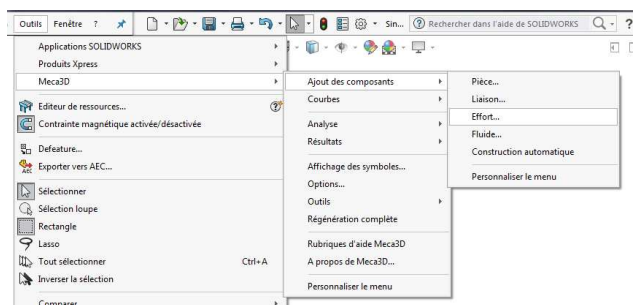 Outils Fenêtre ? Sin... Rechercher dans l'aide de SOLIDWORKS ?
Applications SOLIDWORKS
Produits Xpress
Meca3D
Editeur de ressources...
Contrainte magnétique activée/désactivée
Defeature...
Exporter vers AEC...
Sélectionner
Sélection loupe
Rectangle
Lasso
Tout sélectionner Ctrl+A
Inverser la sélection
Comparer
Ajout des composants
Courbes
Analyse
Résultats
Affichage des symboles...
Options...
Outils
Régénération complète
Rubriques d'aide Meca3D
A propos de Meca3D...
Personnaliser le menu
Pièce...
Liaison...
Effort...
Fluide...
Construction automatique
Personnaliser le menu